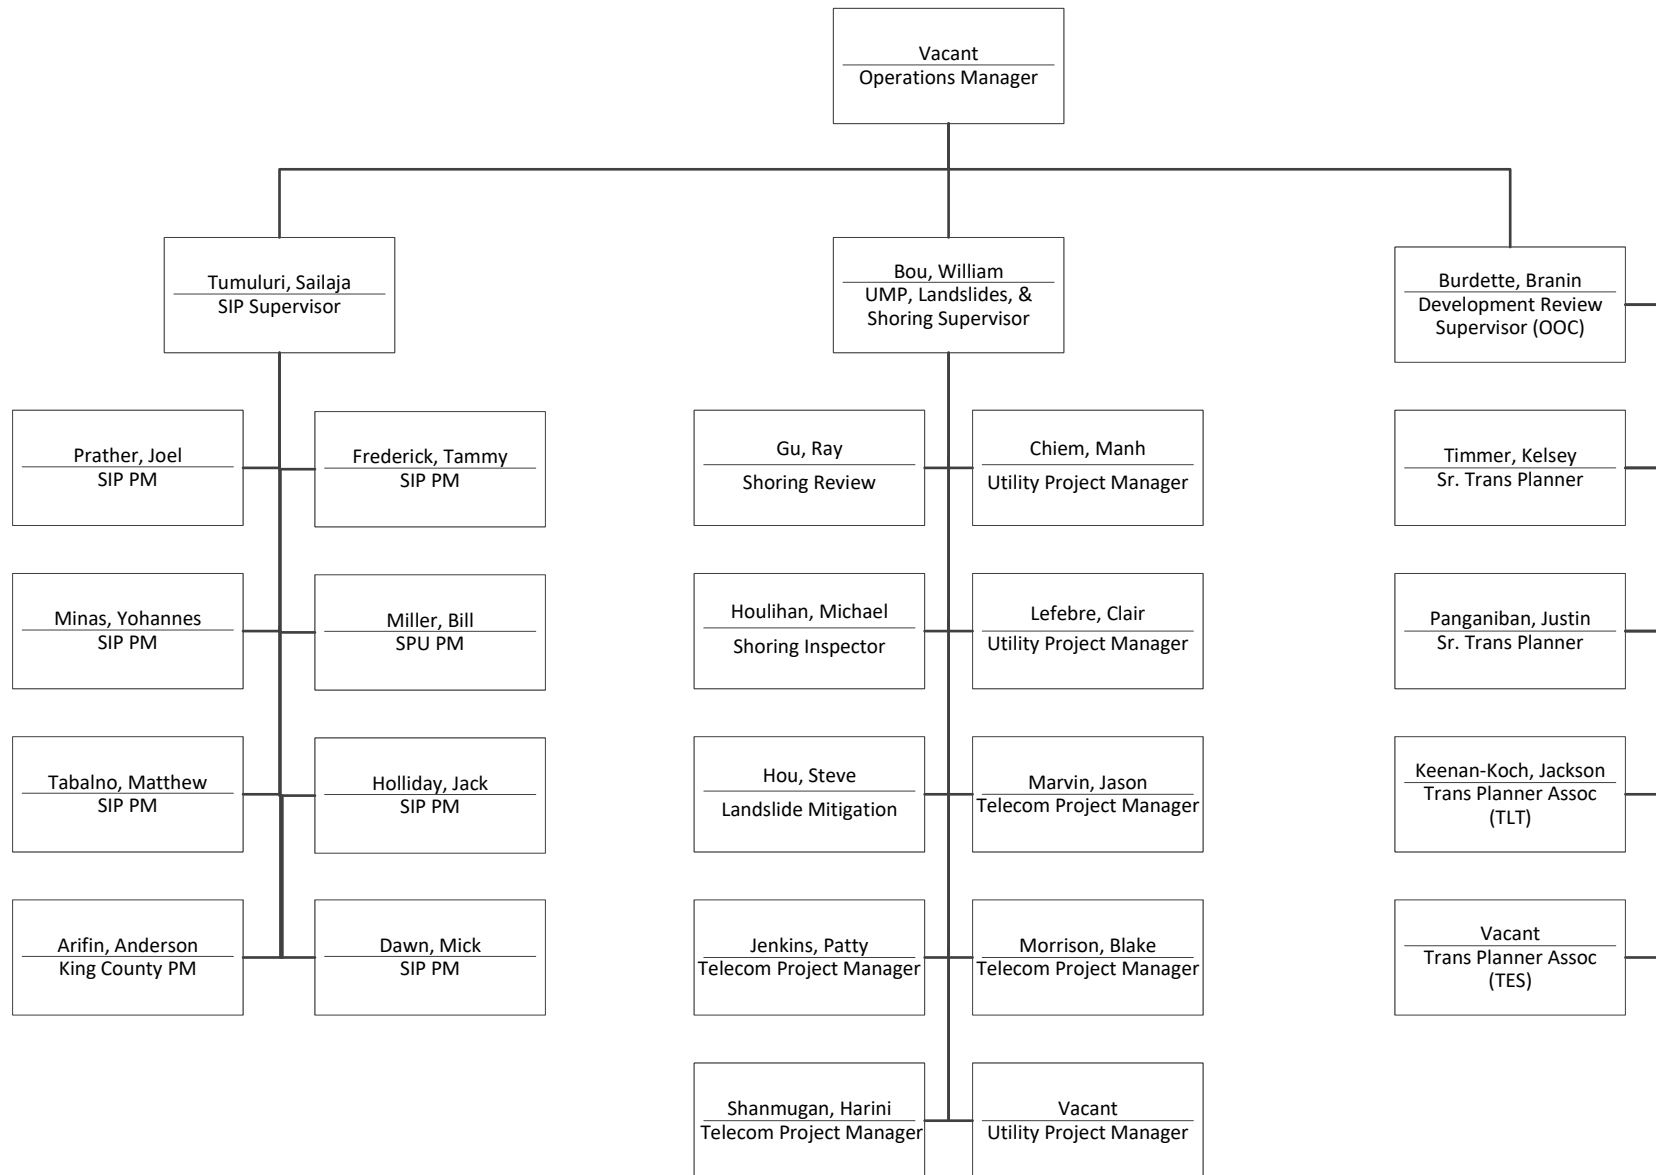 Vacant
Operations Manager
Tumuluri, Sailaja
SIP Supervisor
Bou, William
UMP, Landslides, &
Shoring Supervisor
Burdette, Branin
Development Review
Supervisor (OOC)
Prather, Joel
SIP PM
Frederick, Tammy
SIP PM
Gu, Ray
Shoring Review
Chiem, Manh
Utility Project Manager
Timmer, Kelsey
Sr. Trans Planner
Minas, Yohannes
SIP PM
Miller, Bill
SPU PM
Houlihan, Michael
Shoring Inspector
Lefebre, Clair
Utility Project Manager
Panganiban, Justin
Sr. Trans Planner
Tabalno, Matthew
SIP PM
Holliday, Jack
SIP PM
Hou, Steve
Landslide Mitigation
Marvin, Jason
Telecom Project Manager
Keenan-Koch, Jackson
Trans Planner Assoc
(TLT)
Arifin, Anderson
King County PM
Dawn, Mick
SIP PM
Jenkins, Patty
Telecom Project Manager
Morrison, Blake
Telecom Project Manager
Vacant
Trans Planner Assoc
(TES)
Shanmugan, Harini
Telecom Project Manager
Vacant
Utility Project Manager